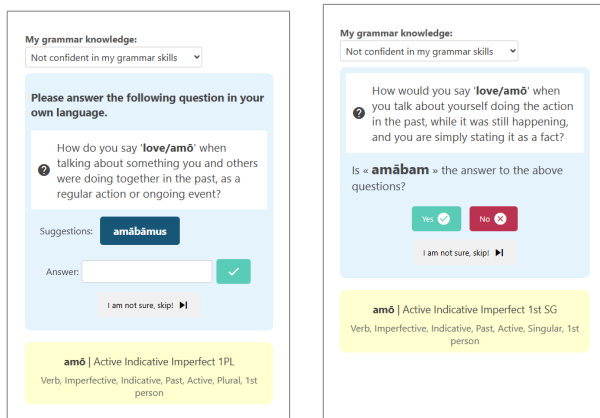 My grammar knowledge:
Not confident in my grammar skills
Please answer the following question in your
own language.
How do you say 'love/amō' when
talking about something you and others
were doing together in the past, as a
regular action or ongoing event?
Suggestions: amābāmus
Answer:
I am not sure, skip!
amō | Active Indicative Imperfect 1PL
Verb, Imperfective, Indicative, Past, Active, Plural, 1st
person
My grammar knowledge:
Not confident in my grammar skills
How would you say 'love/amō' when
you talk about yourself doing the action
in the past, while it was still happening,
and you are simply stating it as a fact?
Is « amābam » the answer to the above
questions?
Yes No
I am not sure, skip!
amō | Active Indicative Imperfect 1st SG
Verb, Imperfective, Indicative, Past, Active, Singular, 1st
person